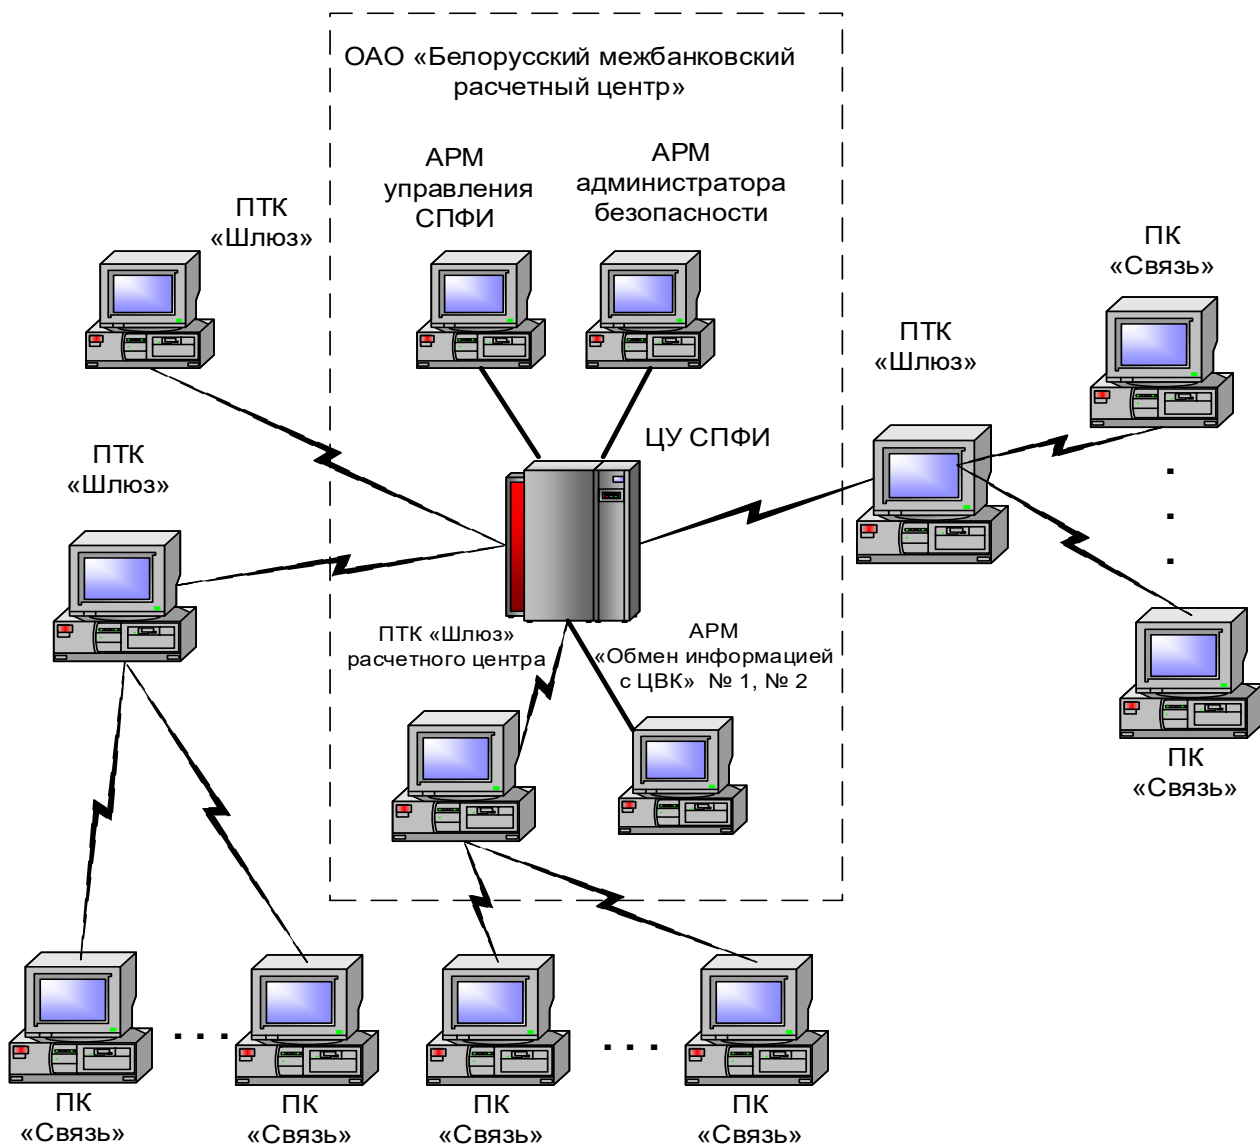 ОАО «Белорусский межбанковский
расчетный центр»
АРМ
управления
СПФИ
АРМ
администратора
безопасности
ПТК
«Шлюз»
ПК
«Связь»
ПТК
«Шлюз»
ЦУ СПФИ
ПТК
«Шлюз»
ПТК «Шлюз»
расчетного центра
АРМ
«Обмен информацией
с ЦВК» № 1, № 2
ПК
«Связь»
. . .
. . .
. . .
ПК
«Связь»
ПК
«Связь»
ПК
«Связь»
ПК
«Связь»